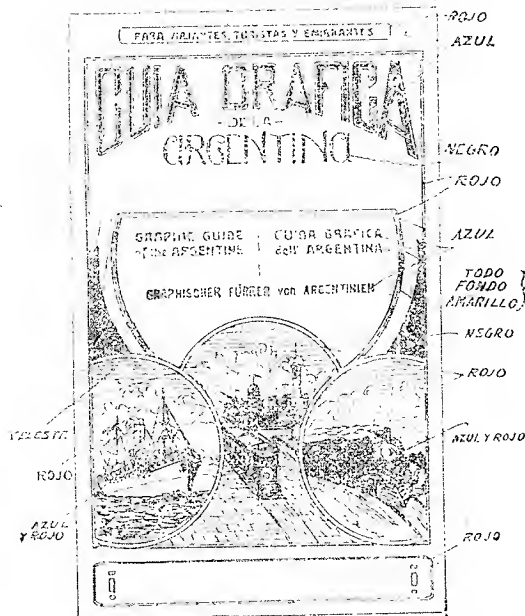 ROJO
AZUL
PARA VIAJANTES, TURISTAS Y EMIGRANTES
GUIA GRAFICA
- DE LA -
ARGENTINA
NEGRO
ROJO
GRAPHIC GUIDE
of the ARGENTINE
GUIDA GRAFICA
dell' ARGENTINA
GRAPHISCHER FÜHRER von ARGENTINIEN
AZUL
TODO
FONDO
AMARILLO
NEGRO
ROJO
CELESTE
AZUL Y ROJO
ROJO
AZUL
Y ROJO
ROJO